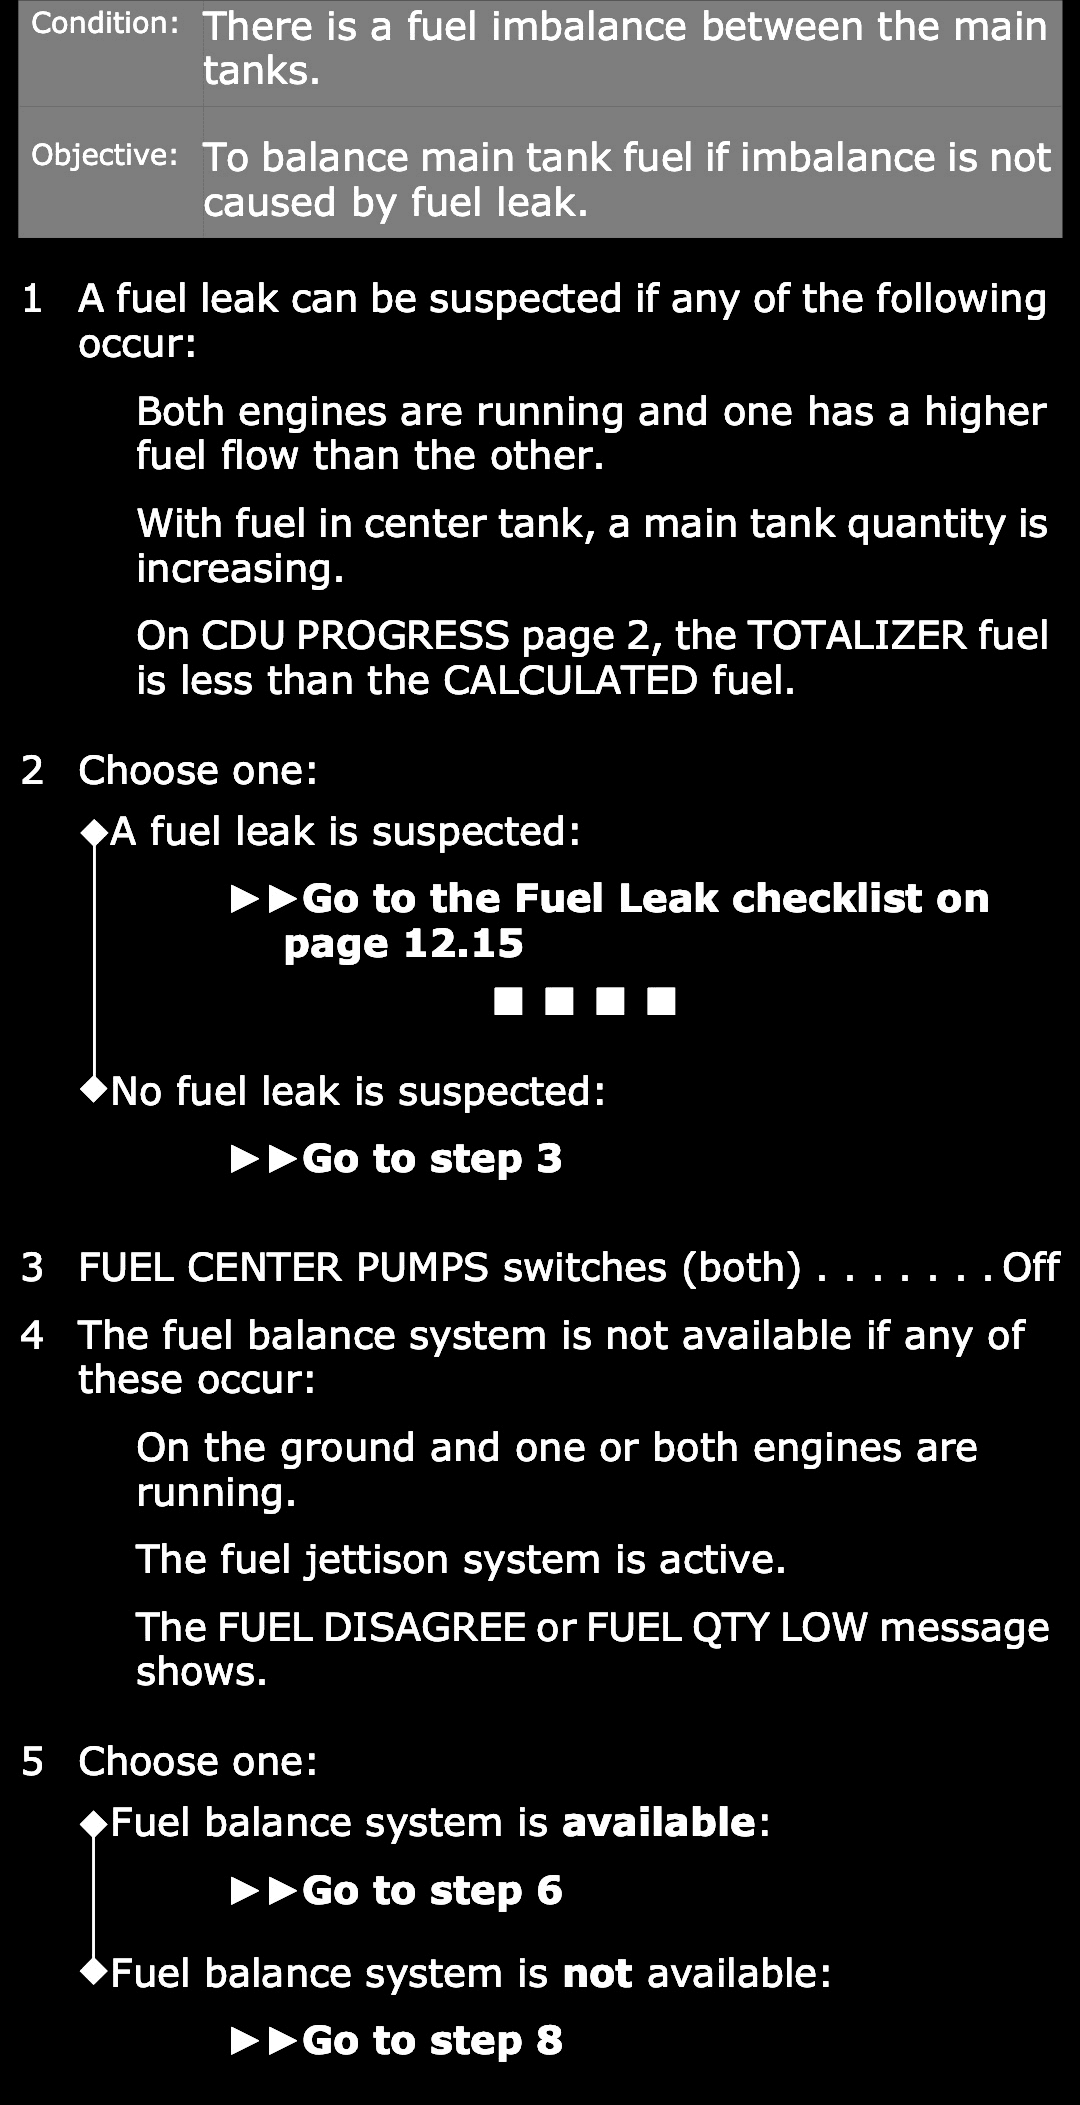 Condition: There is a fuel imbalance between the main
tanks.
Objective: To balance main tank fuel if imbalance is not
caused by fuel leak.
1 A fuel leak can be suspected if any of the following
occur:
Both engines are running and one has a higher
fuel flow than the other.
With fuel in center tank, a main tank quantity is
increasing.
On CDU PROGRESS page 2, the TOTALIZER fuel
is less than the CALCULATED fuel.
2 Choose one:
◆A fuel leak is suspected:
▶▶Go to the Fuel Leak checklist on
page 12.15
■ ■ ■ ■
◆No fuel leak is suspected:
▶▶Go to step 3
3 FUEL CENTER PUMPS switches (both) . . . . . . . Off
4 The fuel balance system is not available if any of
these occur:
On the ground and one or both engines are
running.
The fuel jettison system is active.
The FUEL DISAGREE or FUEL QTY LOW message
shows.
5 Choose one:
◆Fuel balance system is available:
▶▶Go to step 6
◆Fuel balance system is not available:
▶▶Go to step 8